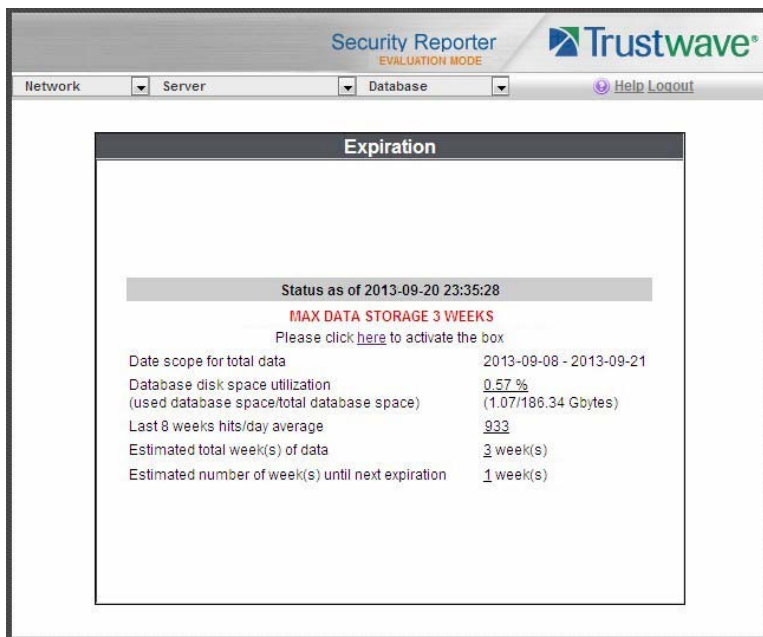 Security Reporter
EVALUATION MODE
Trustwave®
Network Server Database Help Logout
Expiration
Status as of 2013-09-20 23:35:28
MAX DATA STORAGE 3 WEEKS
Please click here to activate the box
Date scope for total data 2013-09-08 - 2013-09-21
Database disk space utilization 0.57 %
(used database space/total database space) (1.07/186.34 Gbytes)
Last 8 weeks hits/day average 933
Estimated total week(s) of data 3 week(s)
Estimated number of week(s) until next expiration 1 week(s)